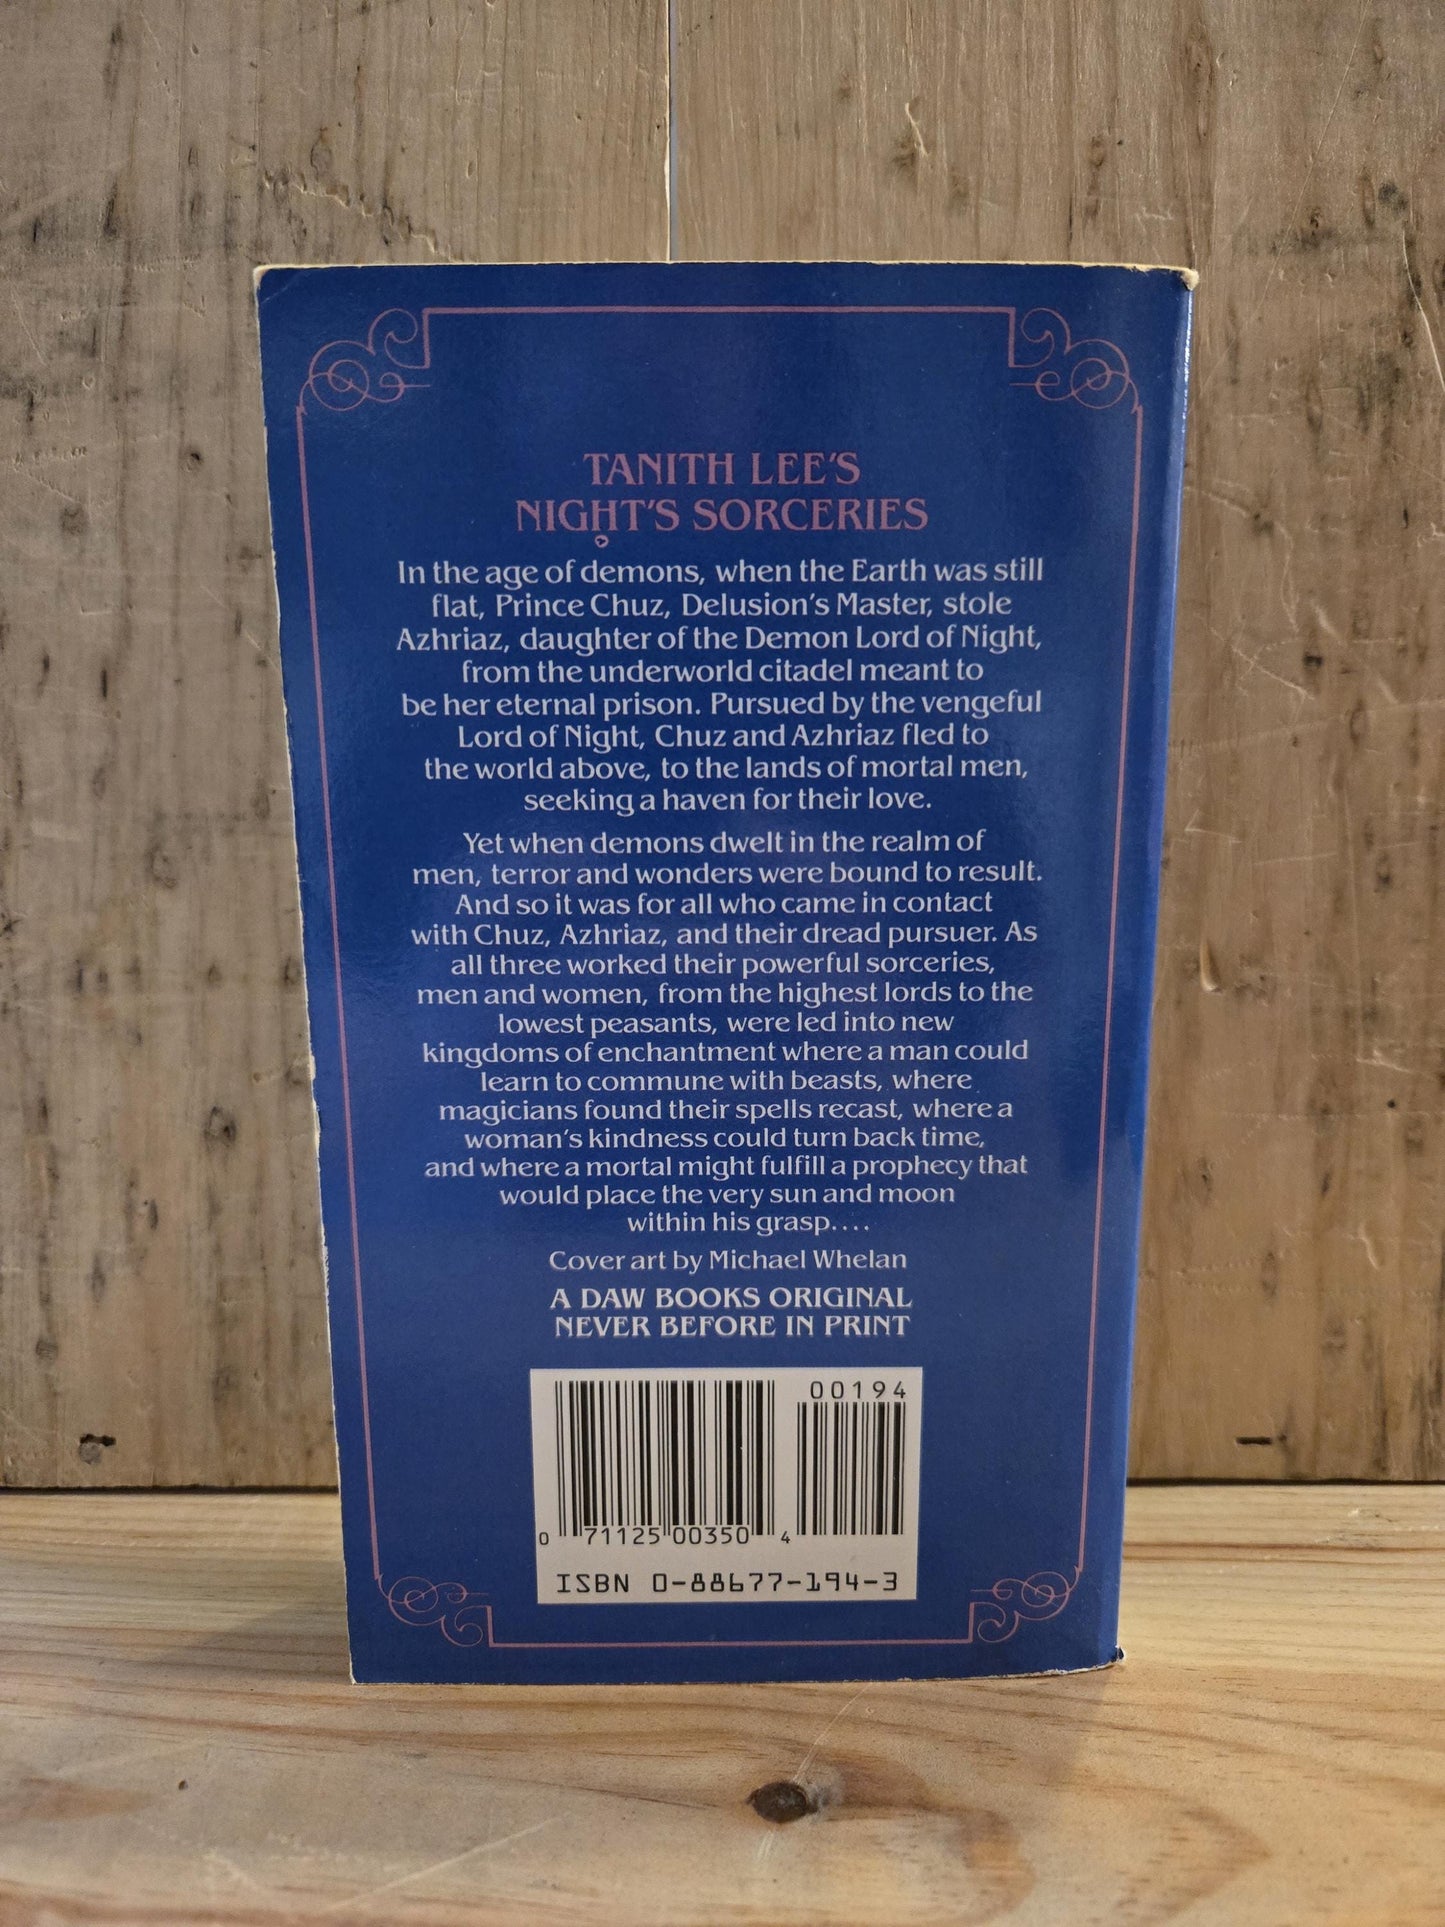 TANITH LEE'S
NIGHT'S SORCERIES
In the age of demons, when the Earth was still
flat, Prince Chuz, Delusion's Master, stole
Azhriaz, daughter of the Demon Lord of Night,
from the underworld citadel meant to
be her eternal prison. Pursued by the vengeful
Lord of Night, Chuz and Azhriaz fled to
the world above, to the lands of mortal men,
seeking a haven for their love.
Yet when demons dwelt in the realm of
men, terror and wonders were bound to result.
And so it was for all who came in contact
with Chuz, Azhriaz, and their dread pursuer. As
all three worked their powerful sorceries,
men and women, from the highest lords to the
lowest peasants, were led into new
kingdoms of enchantment where a man could
learn to commune with beasts, where
magicians found their spells recast, where a
woman's kindness could turn back time,
and where a mortal might fulfill a prophecy that
would place the very sun and moon
within his grasp....
Cover art by Michael Whelan
A DAW BOOKS ORIGINAL
NEVER BEFORE IN PRINT
00194
0 71125 00350 4
ISBN 0-88677-194-3